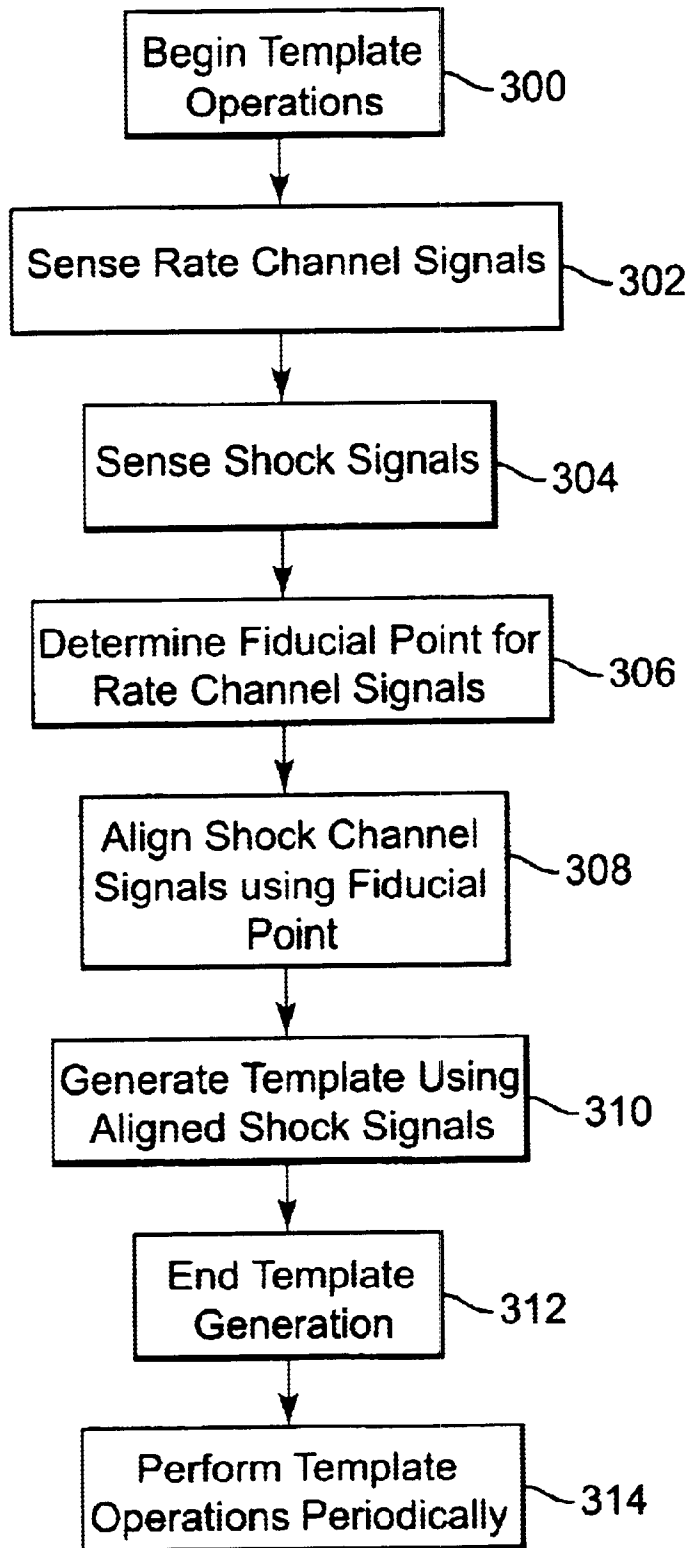 Begin Template
Operations
300
Sense Rate Channel Signals
302
Sense Shock Signals
304
Determine Fiducial Point for
Rate Channel Signals
306
Align Shock Channel
Signals using Fiducial
Point
308
Generate Template Using
Aligned Shock Signals
310
End Template
Generation
312
Perform Template
Operations Periodically
314